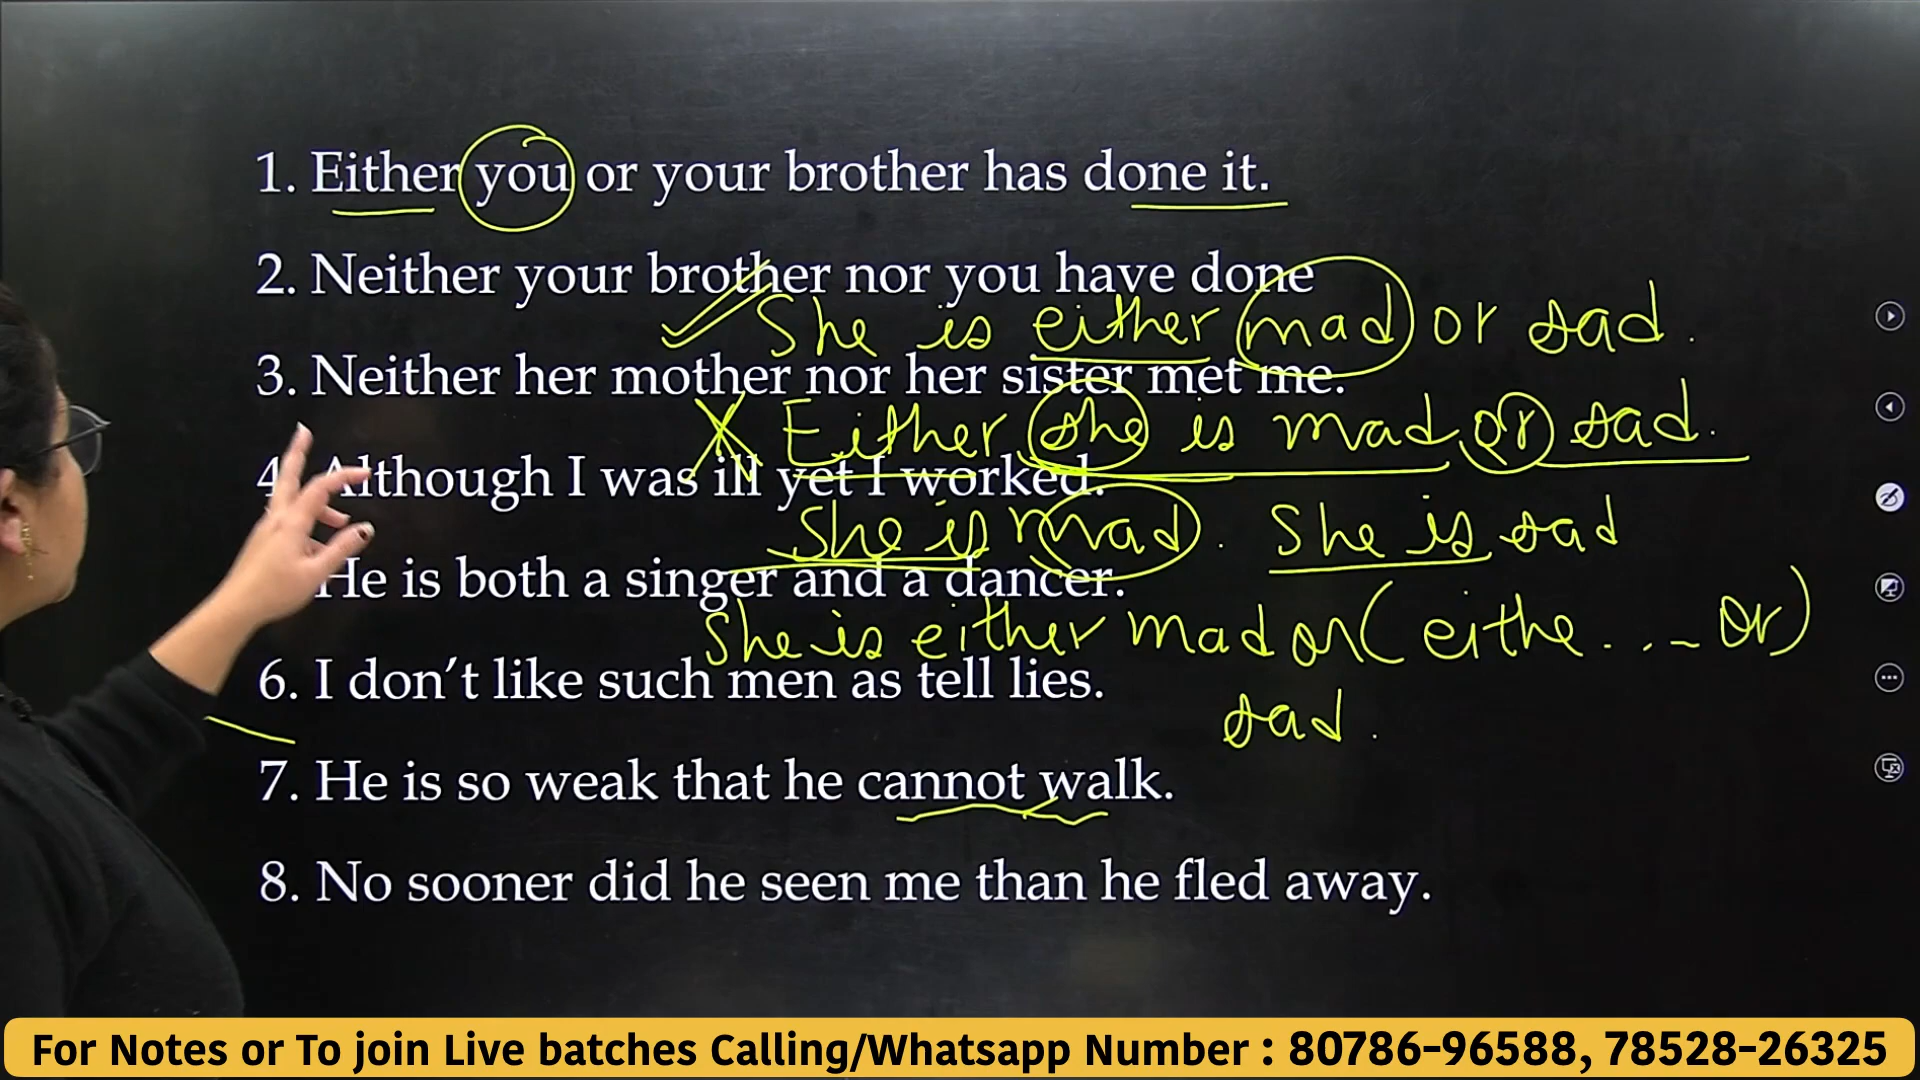 1. Either you or your brother has done it.
2. Neither your brother nor you have done
She is either mad or sad.
3. Neither her mother nor her sister met me.
Either she is mad or sad.
4. Although I was ill yet I worked.
She is mad. She is sad
He is both a singer and a dancer.
She is either mad or (eithe... or)
6. I don't like such men as tell lies.
sad.
7. He is so weak that he cannot walk.
8. No sooner did he seen me than he fled away.
For Notes or To join Live batches Calling/Whatsapp Number : 80786-96588, 78528-26325